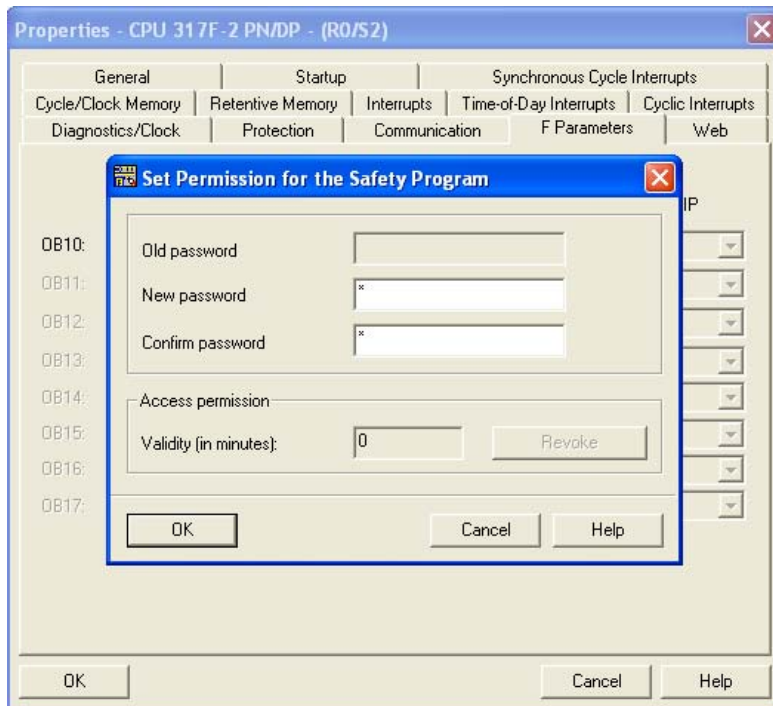 Properties - CPU 317F-2 PN/DP - (R0/S2)
General Startup Synchronous Cycle Interrupts
Cycle/Clock Memory Retentive Memory Interrupts Time-of-Day Interrupts Cyclic Interrupts
Diagnostics/Clock Protection Communication F Parameters Web
Set Permission for the Safety Program
IP
OB10:
Old password
OB11:
New password *
OB12:
Confirm password *
OB13:
OB14:
Access permission
OB15:
Validity (in minutes): 0 Revoke
OB16:
OB17:
OK Cancel Help
OK Cancel Help